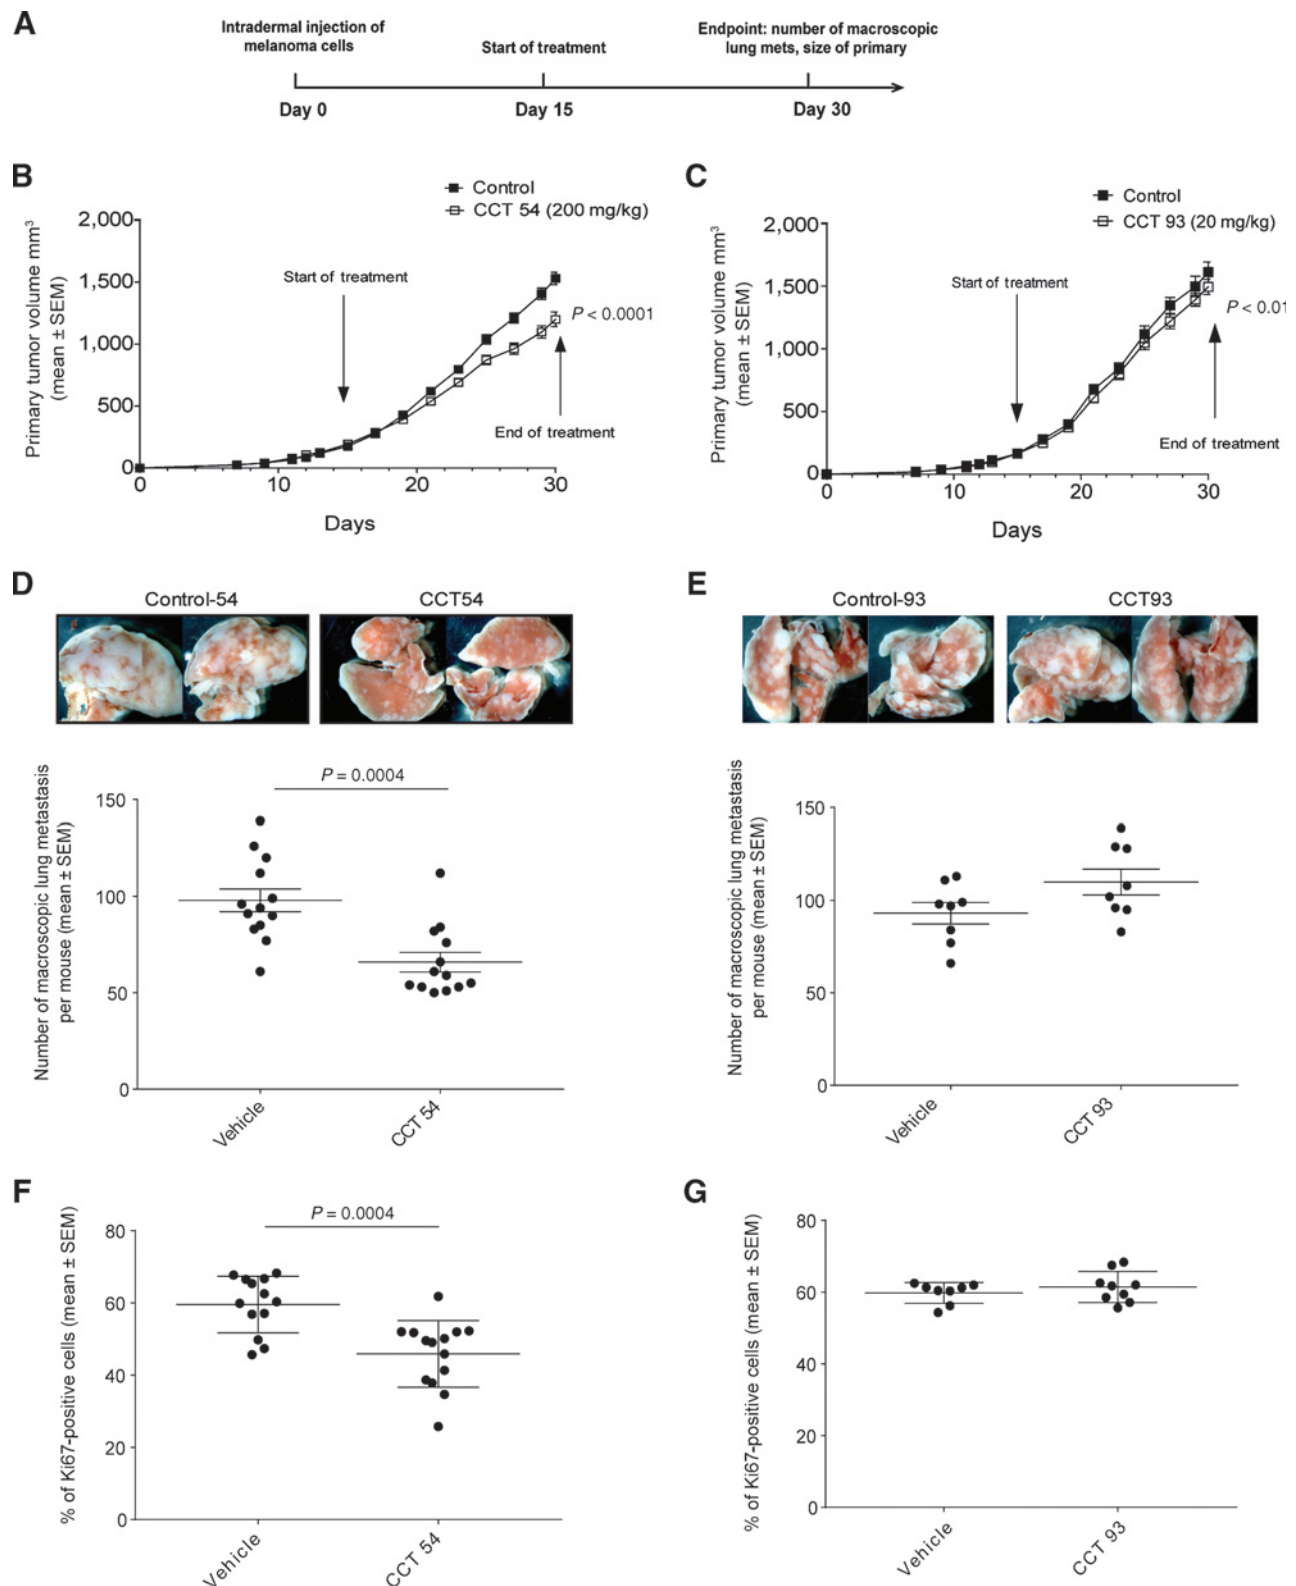 A
Intradermal injection of
melanoma cells
Start of treatment
Endpoint: number of macroscopic
lung mets, size of primary
Day 0
Day 15
Day 30
B
Control
CCT 54 (200 mg/kg)
Primary tumor volume mm³
(mean ± SEM)
2,000
1,500
1,000
500
0
Start of treatment
P < 0.0001
End of treatment
0
10
20
30
Days
C
Control
CCT 93 (20 mg/kg)
Primary tumor volume mm³
(mean ± SEM)
2,000
1,500
1,000
500
0
Start of treatment
P < 0.01
End of treatment
0
10
20
30
Days
D
Control-54
CCT54
P = 0.0004
Number of macroscopic lung metastasis
per mouse (mean ± SEM)
150
100
50
0
Vehicle
CCT 54
E
Control-93
CCT93
Number of macroscopic lung metastasis
per mouse (mean ± SEM)
150
100
50
0
Vehicle
CCT 93
F
P = 0.0004
% of Ki67-positive cells (mean ± SEM)
80
60
40
20
0
Vehicle
CCT 54
G
% of Ki67-positive cells (mean ± SEM)
80
60
40
20
0
Vehicle
CCT 93